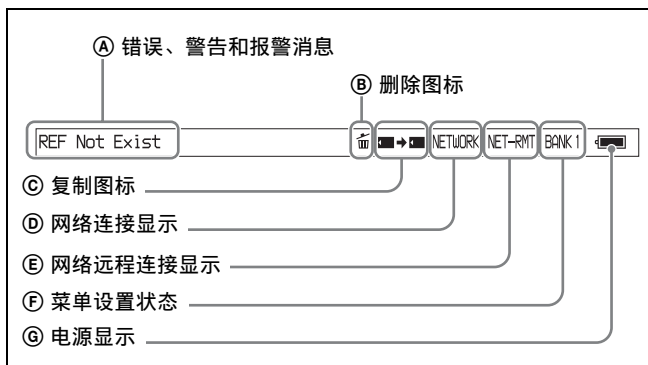 Ⓐ 错误、警告和报警消息
Ⓑ 删除图标
REF Not Exist NETWORK NET-RMT BANK 1
Ⓒ 复制图标
Ⓓ 网络连接显示
Ⓔ 网络远程连接显示
Ⓕ 菜单设置状态
Ⓖ 电源显示